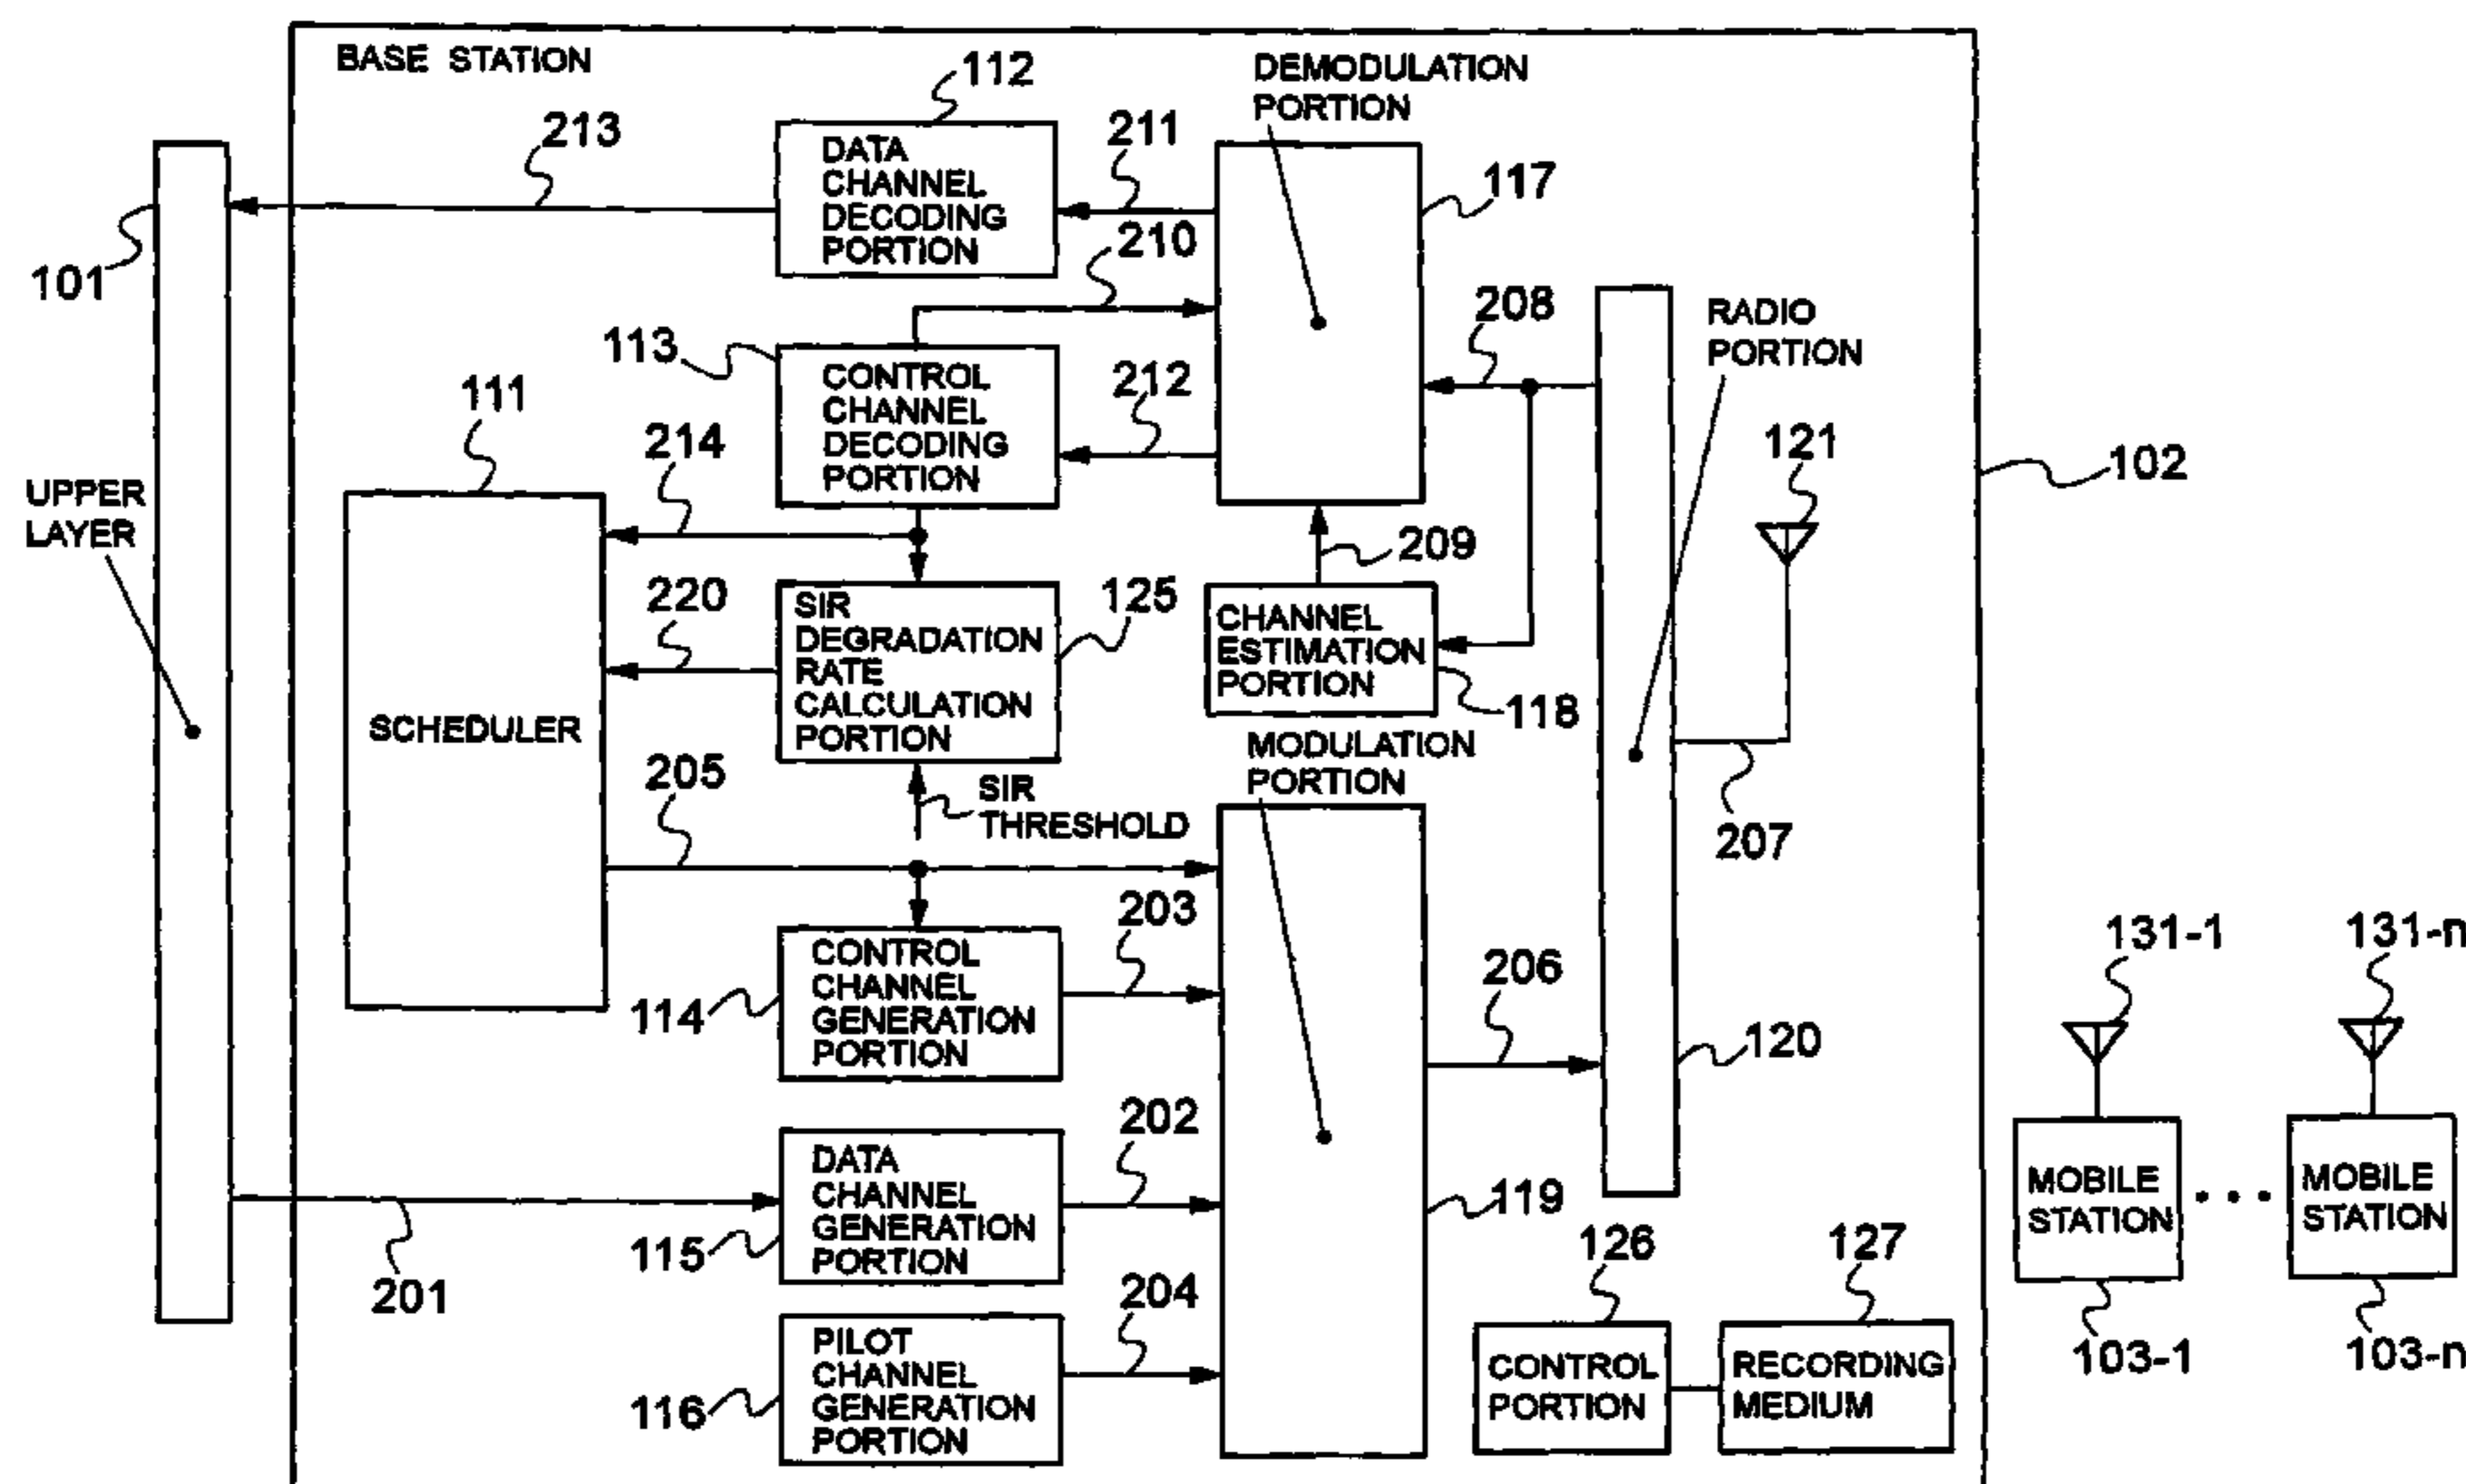 BASE STATION
112
DEMODULATION
PORTION
213
DATA
CHANNEL
DECODING
PORTION
211
117
210
101
113
CONTROL
CHANNEL
DECODING
PORTION
208
RADIO
PORTION
111
214
212
121
102
UPPER
LAYER
209
220
SIR
DEGRADATION
RATE
CALCULATION
PORTION
125
CHANNEL
ESTIMATION
PORTION
118
SCHEDULER
MODULATION
PORTION
205
SIR
THRESHOLD
207
203
CONTROL
CHANNEL
GENERATION
PORTION
114
206
120
131-1
131-n
202
DATA
CHANNEL
GENERATION
PORTION
115
119
MOBILE
STATION
MOBILE
STATION
201
204
126
127
103-1
103-n
PILOT
CHANNEL
GENERATION
PORTION
116
CONTROL
PORTION
RECORDING
MEDIUM